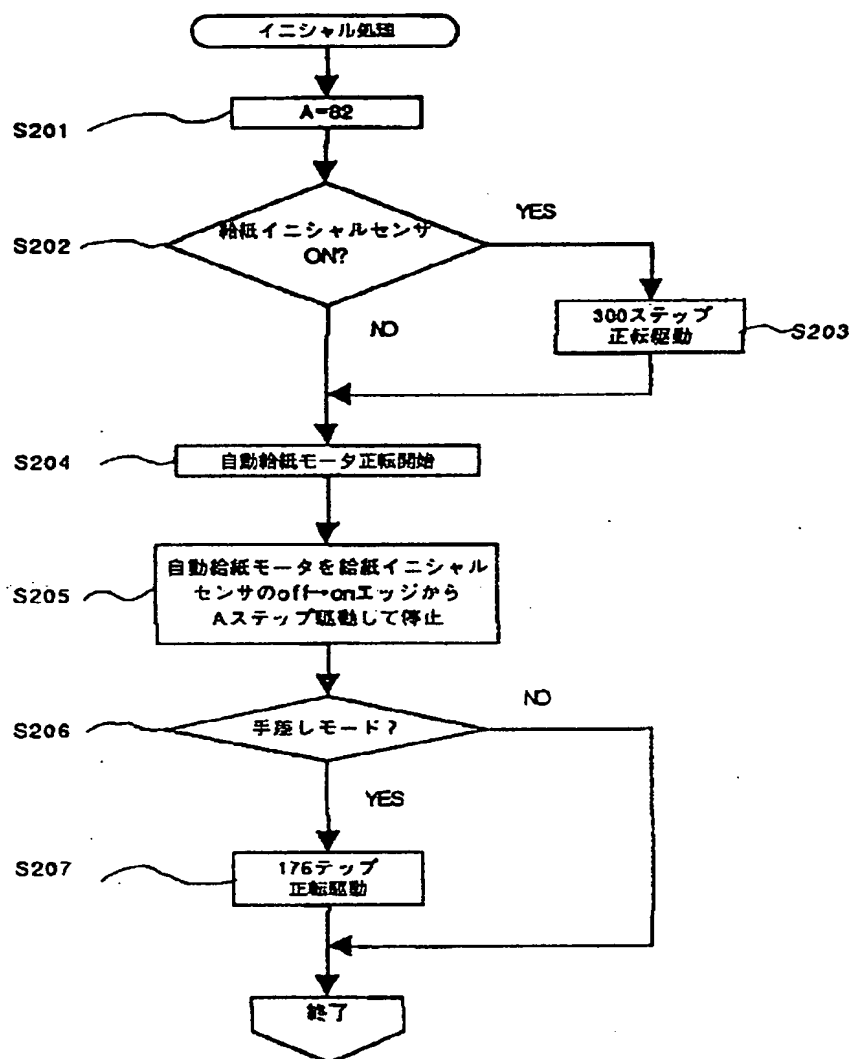 イニシャル処理
A=82
S201
給紙イニシャルセンサ
ON?
YES
S202
NO
300ステップ
正転駆動
S203
自動給紙モータ正転開始
S204
自動給紙モータを給紙イニシャル
センサのoff→onエッジから
Aステップ駆動して停止
S205
手差しモード?
NO
S206
YES
176テップ
正転駆動
S207
終了